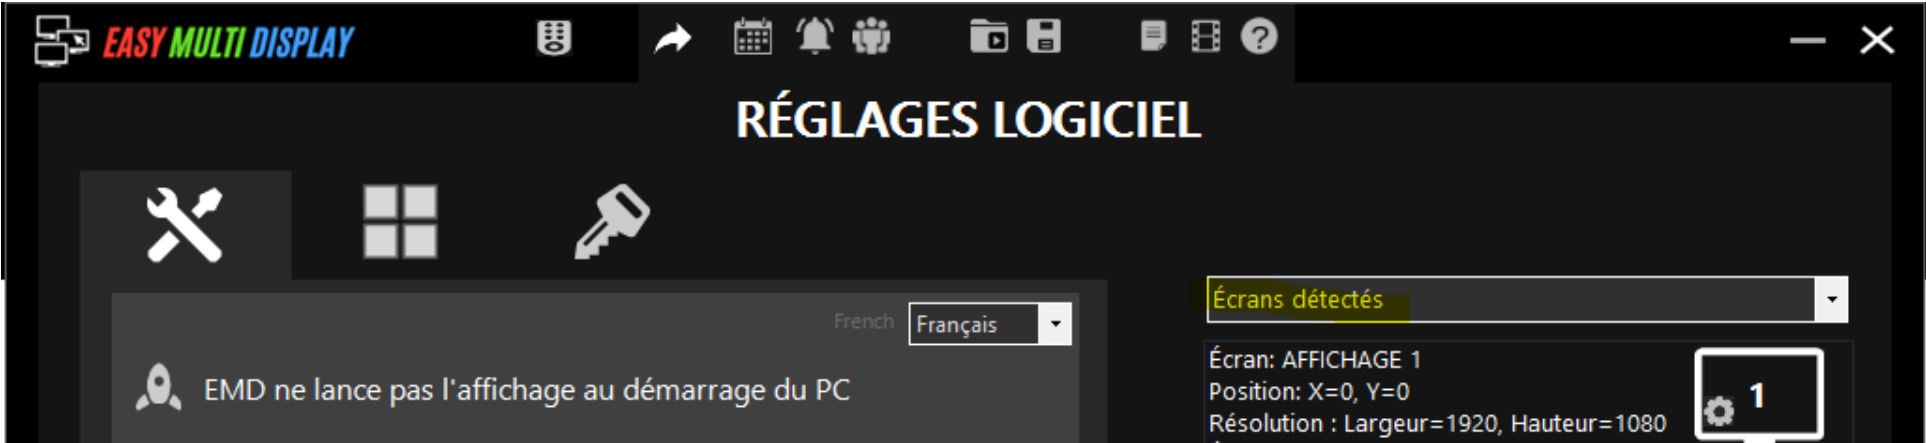 EASY MULTI DISPLAY
RÉGLAGES LOGICIEL
French Français
EMD ne lance pas l'affichage au démarrage du PC
Écrans détectés
Écran: AFFICHAGE 1
Position: X=0, Y=0
Résolution : Largeur=1920, Hauteur=1080
1